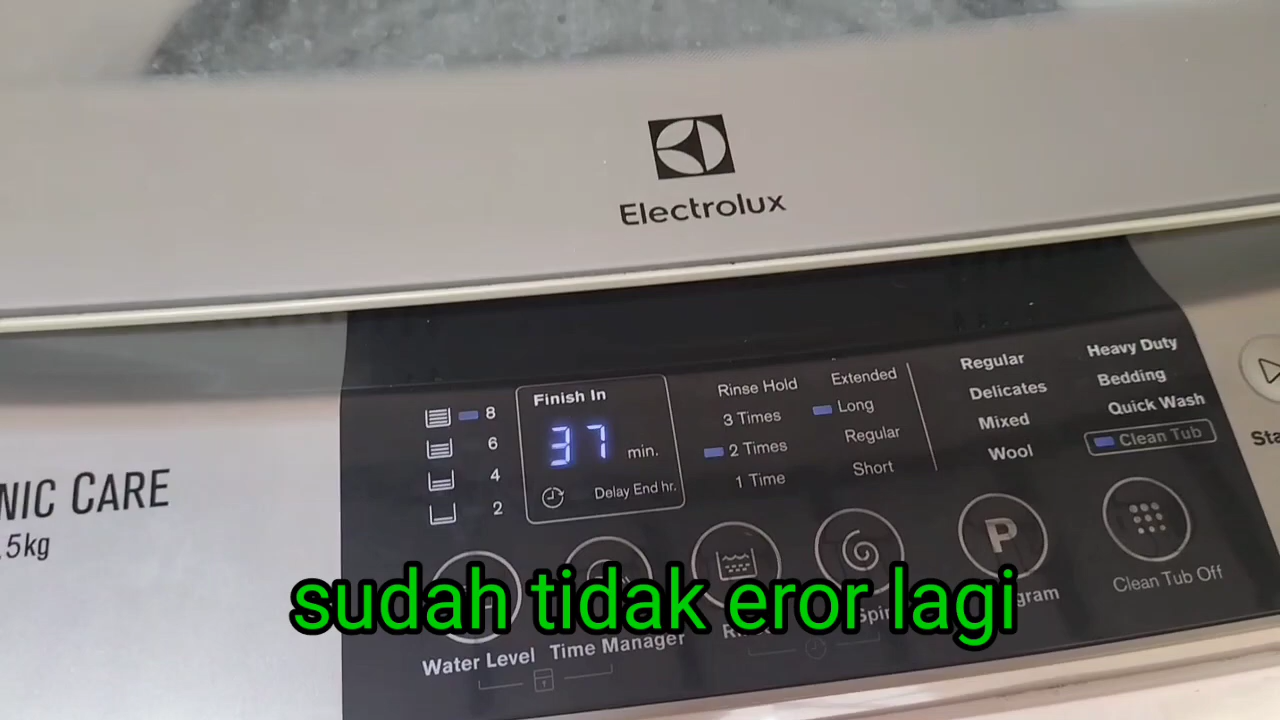 Electrolux
NIC CARE
.5kg
8
6
4
2
Finish In
37 min.
Delay End hr.
Rinse Hold
3 Times
2 Times
1 Time
Extended
Long
Regular
Short
Regular
Delicates
Mixed
Wool
Heavy Duty
Bedding
Quick Wash
Clean Tub
P
Clean Tub Off
sudah tidak eror lagi
Water Level
Time Manager